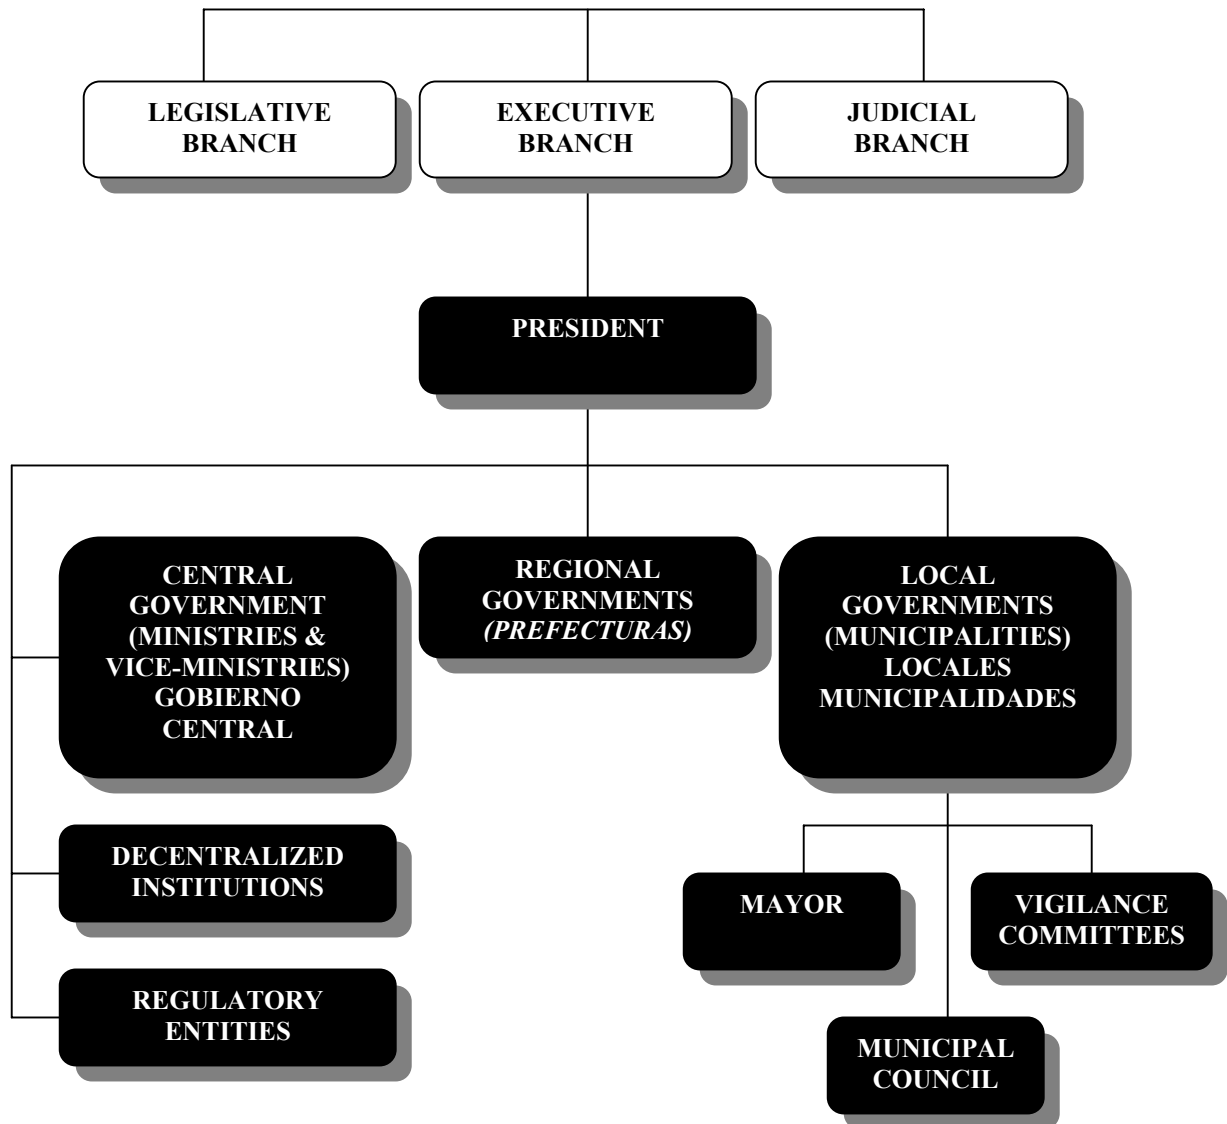 LEGISLATIVE
BRANCH
EXECUTIVE
BRANCH
JUDICIAL
BRANCH
PRESIDENT
CENTRAL
GOVERNMENT
(MINISTRIES &
VICE-MINISTRIES)
GOBIERNO
CENTRAL
REGIONAL
GOVERNMENTS
(PREFECTURAS)
LOCAL
GOVERNMENTS
(MUNICIPALITIES)
LOCALES
MUNICIPALIDADES
DECENTRALIZED
INSTITUTIONS
REGULATORY
ENTITIES
MAYOR
VIGILANCE
COMMITTEES
MUNICIPAL
COUNCIL